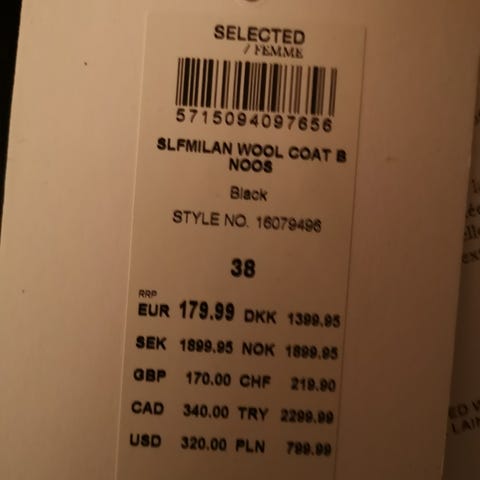 SELECTED
/ FEMME
5715094097656
SLFMILAN WOOL COAT B
NOOS
Black
STYLE NO. 16079496
38
RRP
EUR 179.99 DKK 1399.95
SEK 1899.95 NOK 1899.95
GBP 170.00 CHF 219.90
CAD 340.00 TRY 2299.99
USD 320.00 PLN 799.99